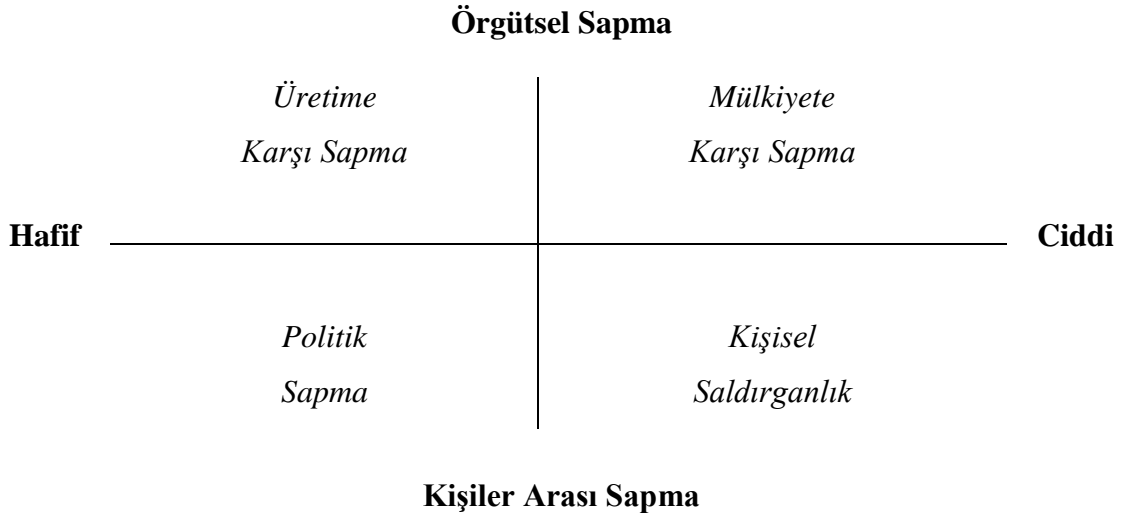 Örgütsel Sapma
Üretime
Karşı Sapma
Mülkiyete
Karşı Sapma
Hafif
Ciddi
Politik
Sapma
Kişisel
Saldırganlık
Kişiler Arası Sapma